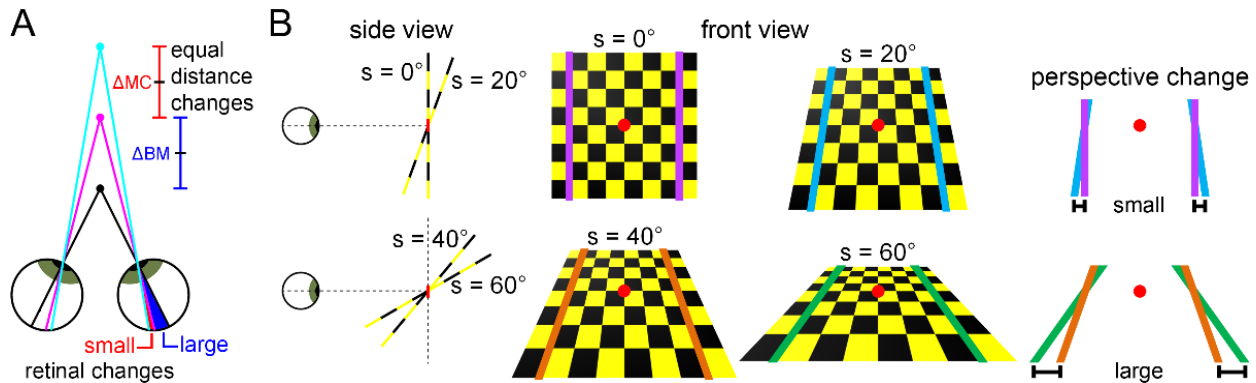 A
equal
distance
changes
ΔMC
ΔBM
small
large
retinal changes
B
side view
front view
s = 0°
s = 20°
s = 0°
s = 20°
perspective change
small
s = 40°
s = 60°
s = 40°
s = 60°
large